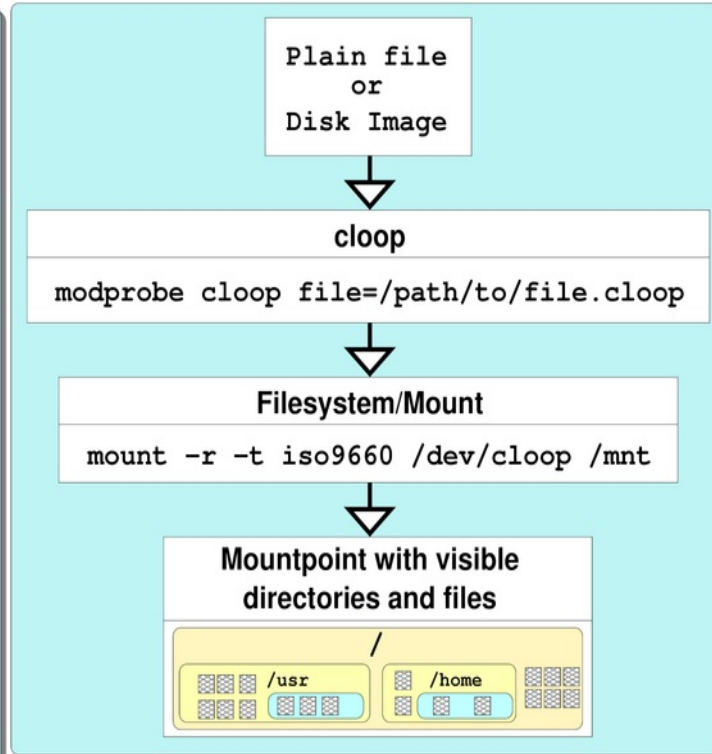 Plain file
or
Disk Image
cloop
modprobe cloop file=/path/to/file.cloop
Filesystem/Mount
mount -r -t iso9660 /dev/cloop /mnt
Mountpoint with visible
directories and files
/
/usr
/home